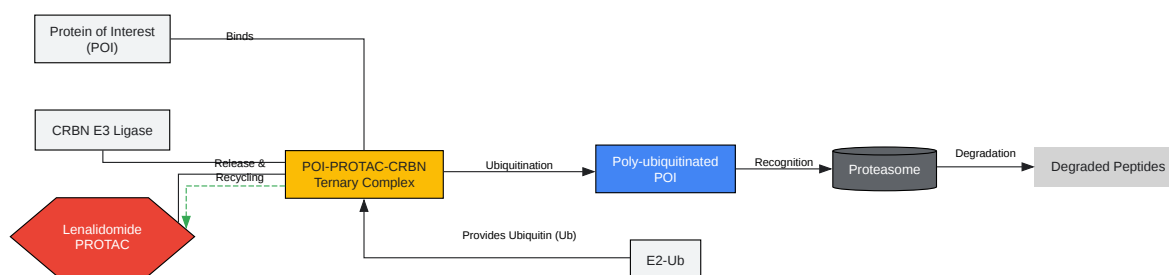 Protein of Interest
(POI)
Binds
CRBN E3 Ligase
Release &
Recycling
POI-PROTAC-CRBN
Ternary Complex
Ubiquitination
Poly-ubiquitinated
POI
Recognition
Proteasome
Degradation
Degraded Peptides
Lenalidomide
PROTAC
Provides Ubiquitin (Ub)
E2-Ub